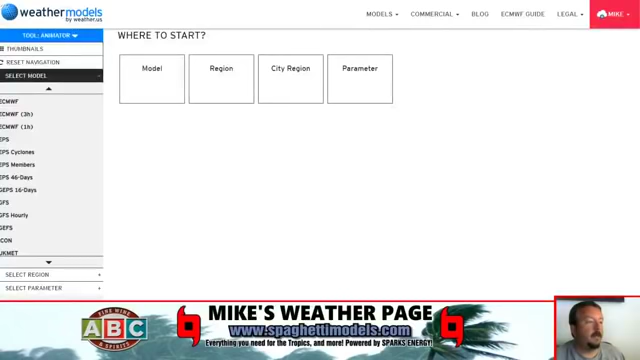 weathermodels
by weather.us
MODELS
COMMERCIAL
BLOG
ECMWF GUIDE
LEGAL
MIKE
TOOL: ANIMATOR
THUMBNAILS
RESET NAVIGATION
SELECT MODEL
ECMWF
ECMWF (3h)
ECMWF (1h)
EPS
EPS Cyclones
EPS Members
EPS 46-Days
GEPS 16-Days
GFS
GFS Hourly
GEFS
ICON
UKMET
SELECT REGION
SELECT PARAMETER
WHERE TO START?
Model
Region
City Region
Parameter
FINE WINE
ABC
& SPIRITS
MIKE'S WEATHER PAGE
www.spaghettimodels.com
Everything you need for the Tropics, and more! Powered by SPARKS ENERGY!